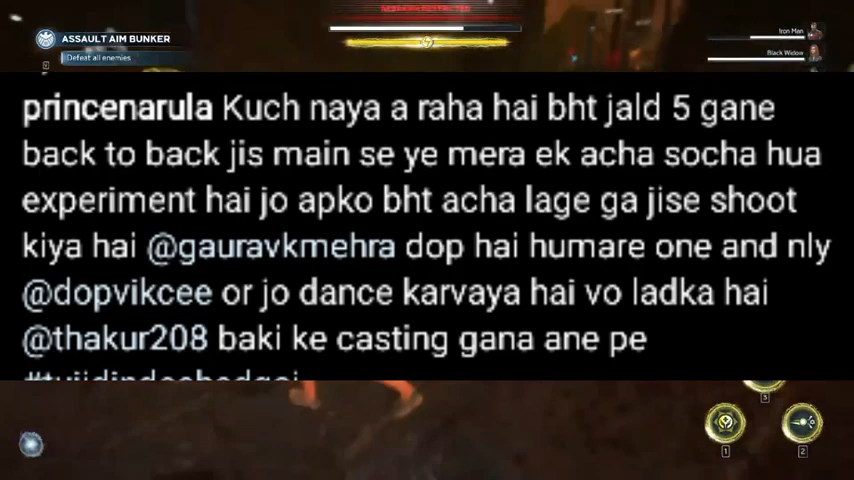 ASSAULT AIM BUNKER
Defeat all enemies
Iron Man
Black Widow
princenarula Kuch naya a raha hai bht jald 5 gane
back to back jis main se ye mera ek acha socha hua
experiment hai jo apko bht acha lage ga jise shoot
kiya hai @gauravkmehra dop hai humare one and nly
@dopvikcee or jo dance karvaya hai vo ladka hai
@thakur208 baki ke casting gana ane pe
3
1
2